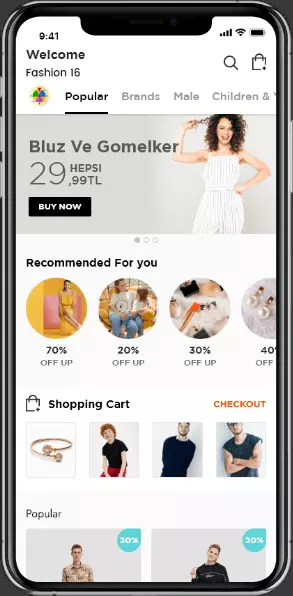 9:41
Welcome
Fashion 16
Popular Brands Male Children & Y
Bluz Ve Gomelker
29 HEPSI
,99TL
BUY NOW
Recommended For you
70% 20% 30% 40
OFF UP OFF UP OFF UP OFF
Shopping Cart CHECKOUT
Popular
30% 30%